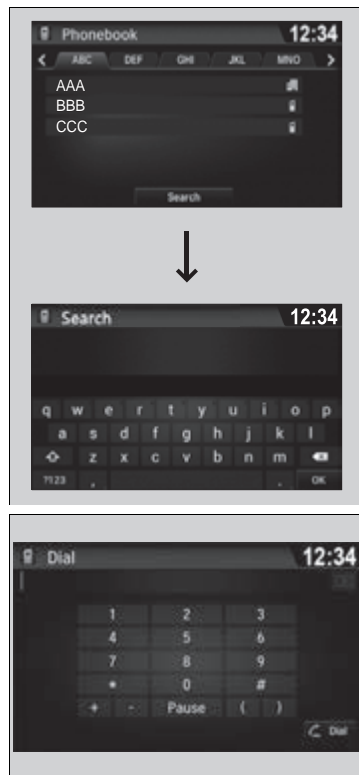 Phonebook 12:34
ABC DEF GHI JKL MNO
AAA
BBB
CCC
Search
Search 12:34
q w e r t y u i o p
a s d f g h j k l
z x c v b n m
?123 , . OK
Dial 12:34
1 2 3
4 5 6
7 8 9
* 0 #
+ - Pause ( )
Dial